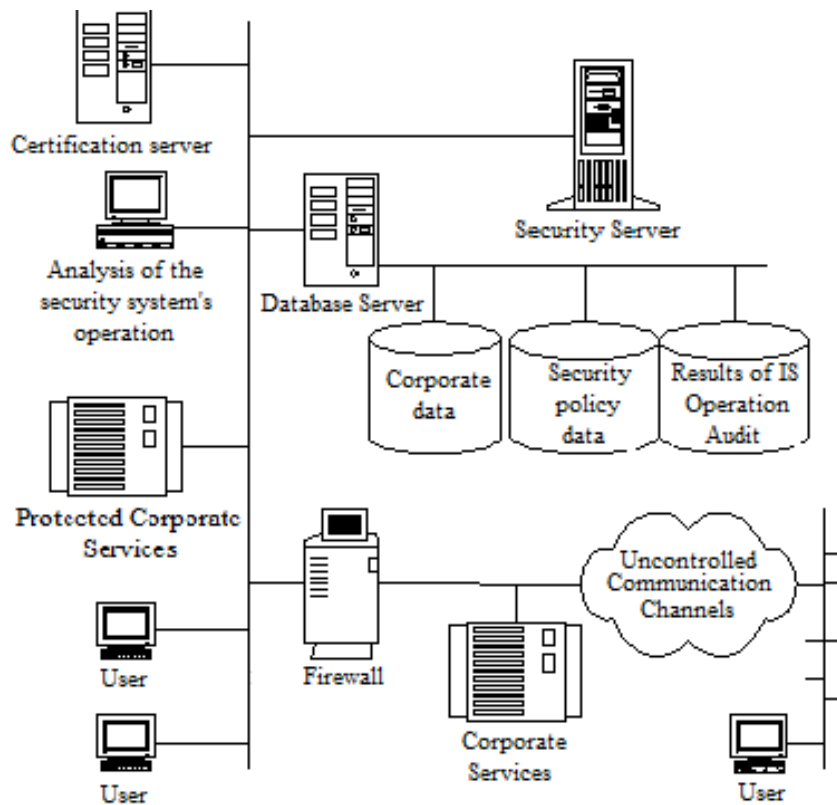 Certification server
Security Server
Analysis of the
security system's
operation
Database Server
Corporate
data
Security
policy
data
Results of IS
Operation
Audit
Protected Corporate
Services
Uncontrolled
Communication
Channels
User
Firewall
Corporate
Services
User
User